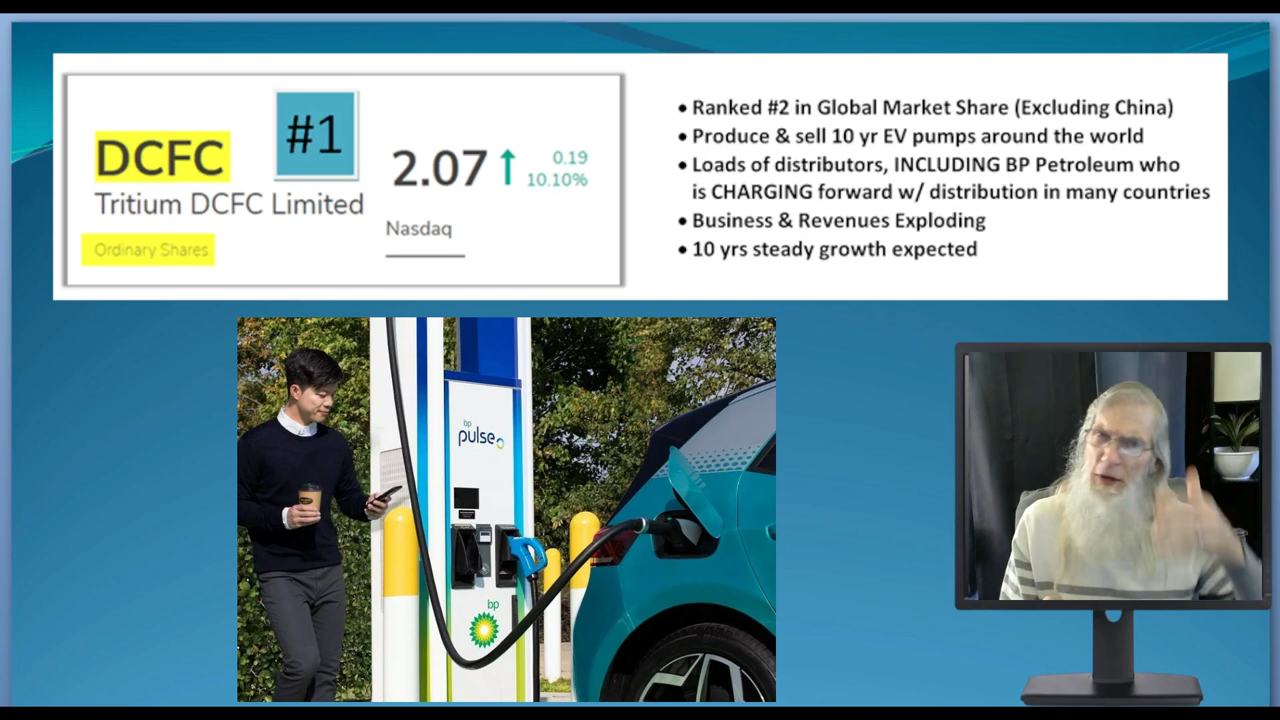 DCFC
#1
2.07
0.19
10.10%
Tritium DCFC Limited
Nasdaq
Ordinary Shares
• Ranked #2 in Global Market Share (Excluding China)
• Produce & sell 10 yr EV pumps around the world
• Loads of distributors, INCLUDING BP Petroleum who
is CHARGING forward w/ distribution in many countries
• Business & Revenues Exploding
• 10 yrs steady growth expected
bp
pulse
bp